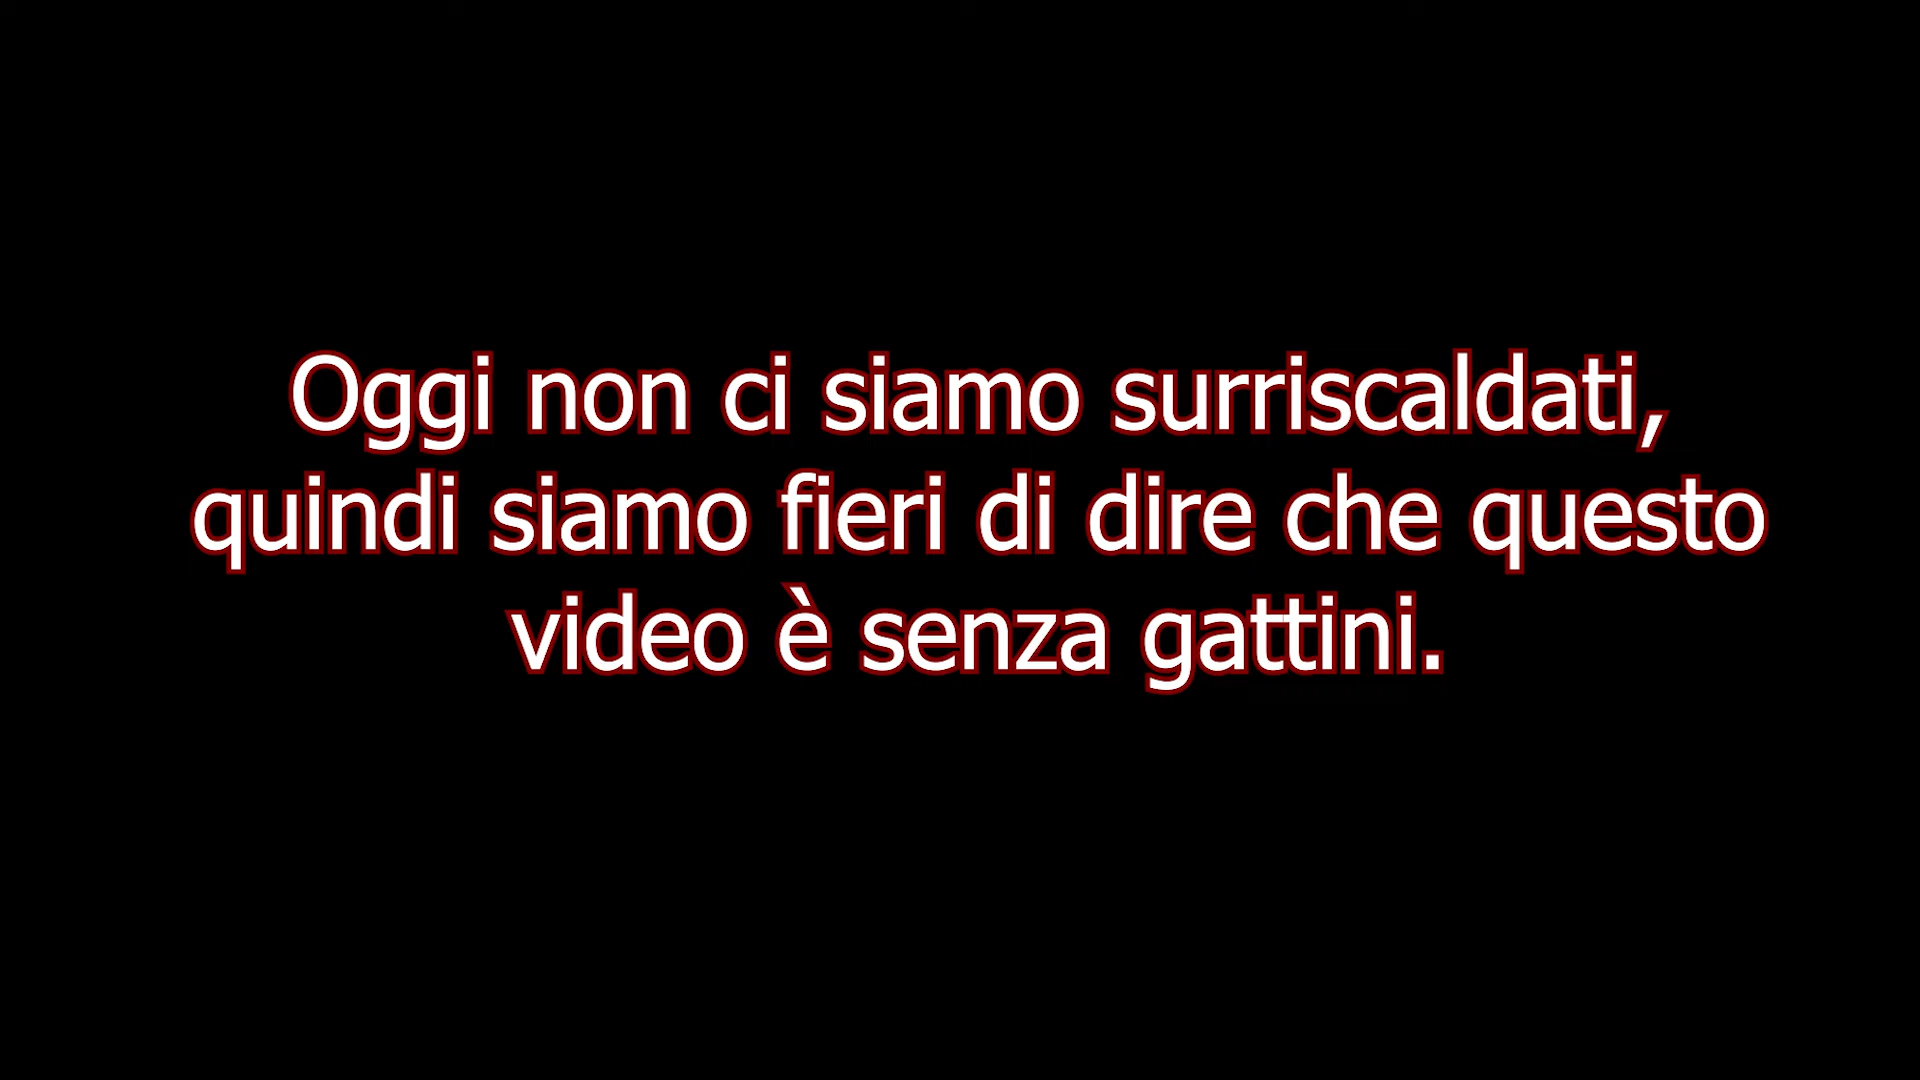 Oggi non ci siamo surriscaldati,
quindi siamo fieri di dire che questo
video è senza gattini.